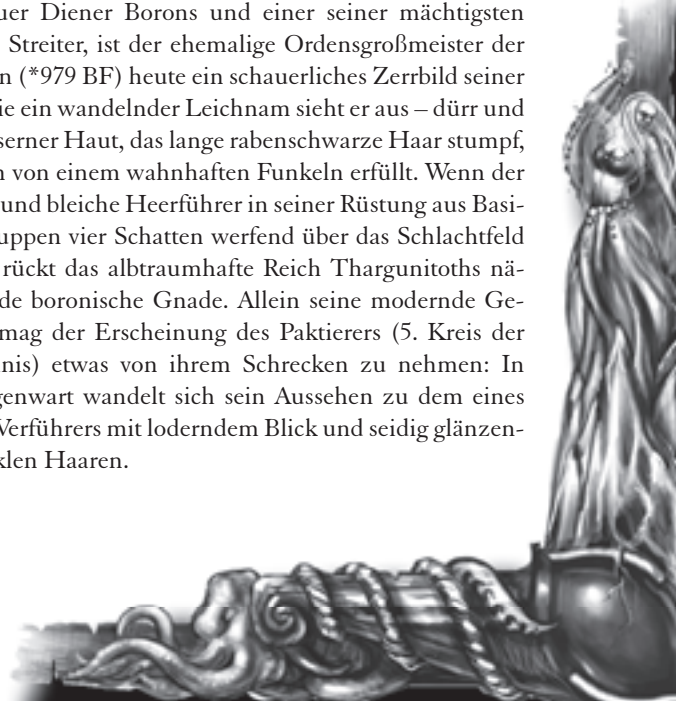 uer Diener Borons und einer seiner mächtigsten
Streiter, ist der ehemalige Ordensgroßmeister der
n (*979 BF) heute ein schauerliches Zerrbild seiner
ie ein wandelnder Leichnam sieht er aus – dürr und
serner Haut, das lange rabenschwarze Haar stumpf,
n von einem wahnhaften Funkeln erfüllt. Wenn der
und bleiche Heerführer in seiner Rüstung aus Basi-
uppen vier Schatten werfend über das Schlachtfeld
rückt das albtraumhafte Reich Thargunitoths nä-
de boronische Gnade. Allein seine modernde Ge-
mag der Erscheinung des Paktierers (5. Kreis der
nis) etwas von ihrem Schrecken zu nehmen: In
genwart wandelt sich sein Aussehen zu dem eines
Verführers mit loderndem Blick und seidig glänzen-
klen Haaren.